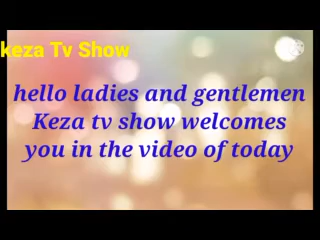 keza Tv Show
hello ladies and gentlemen
Keza tv show welcomes
you in the video of today